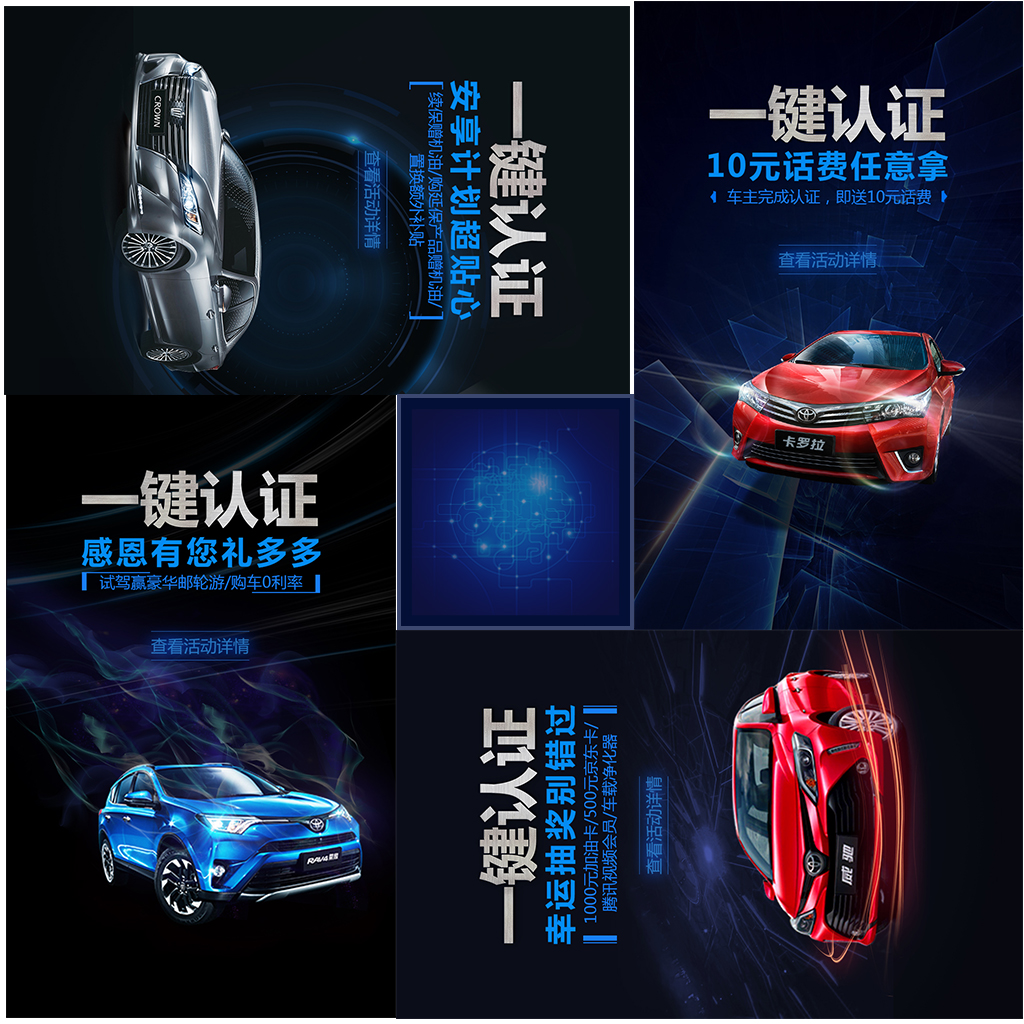 一键认证
安享计划超贴心
续保赠机油/购延保产品赠机油/
置换额外补贴
查看活动详情
CROWN
一键认证
10元话费任意拿
车主完成认证，即送10元话费
查看活动详情
卡罗拉
一键认证
感恩有您礼多多
试驾赢豪华邮轮游/购车0利率
查看活动详情
RAV4荣放
一键认证
幸运抽奖别错过
1000元加油卡/500元京东卡/
腾讯视频会员/车载净化器
查看活动详情
威驰